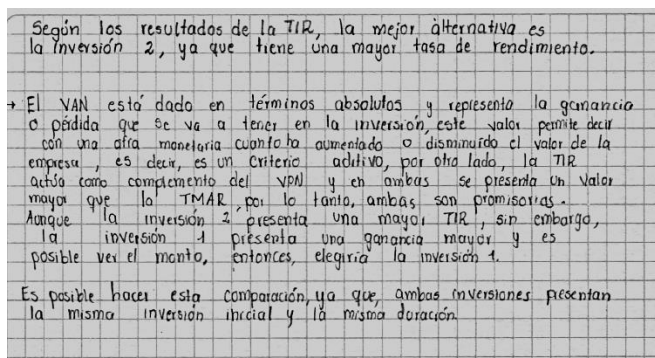 Según los resultados de la TIR, la mejor alternativa es
la inversión 2, ya que tiene una mayor tasa de rendimiento.
→ El VAN está dado en términos absolutos y representa la ganancia
o pérdida que se va a tener en la inversión, este valor permite decir
con una cifra monetaria cuanto ha aumentado o disminuido el valor de la
empresa, es decir, es un criterio aditivo, por otro lado, la TIR
actúa como complemento del VPN y en ambas se presenta un valor
mayor que la TMAR, por lo tanto, ambas son promisorias.
Aunque la inversión 2 presenta una mayor TIR, sin embargo,
la inversión 1 presenta una ganancia mayor y es
posible ver el monto, entonces, elegiría la inversión 1.
Es posible hacer esta comparación, ya que, ambas inversiones presentan
la misma inversión inicial y la misma duración.